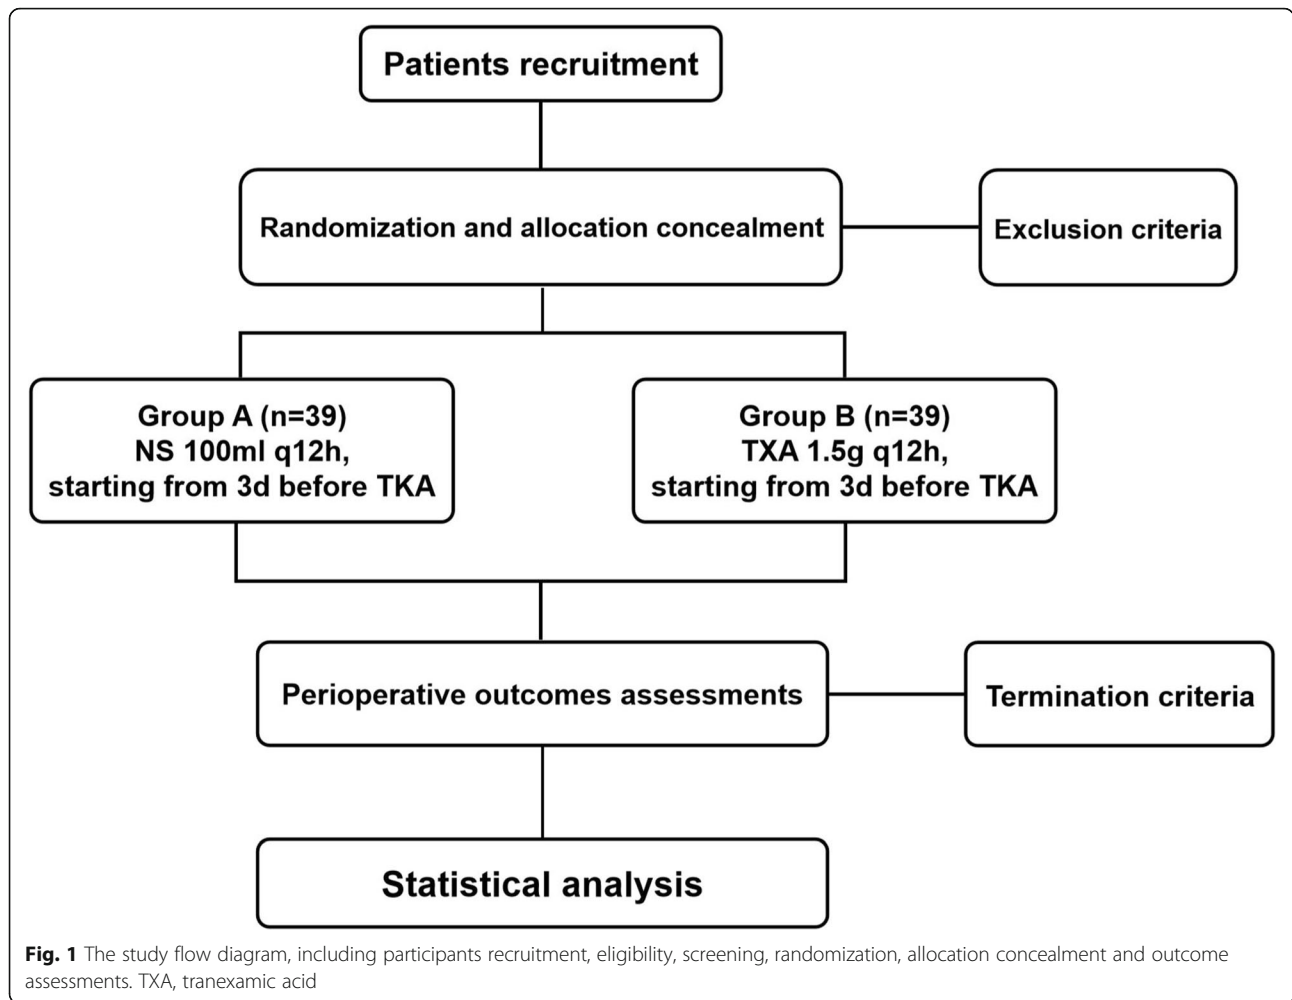 Patients recruitment
Randomization and allocation concealment
Exclusion criteria
Group A (n=39)
NS 100ml q12h,
starting from 3d before TKA
Group B (n=39)
TXA 1.5g q12h,
starting from 3d before TKA
Perioperative outcomes assessments
Termination criteria
Statistical analysis
Fig. 1 The study flow diagram, including participants recruitment, eligibility, screening, randomization, allocation concealment and outcome
assessments. TXA, tranexamic acid